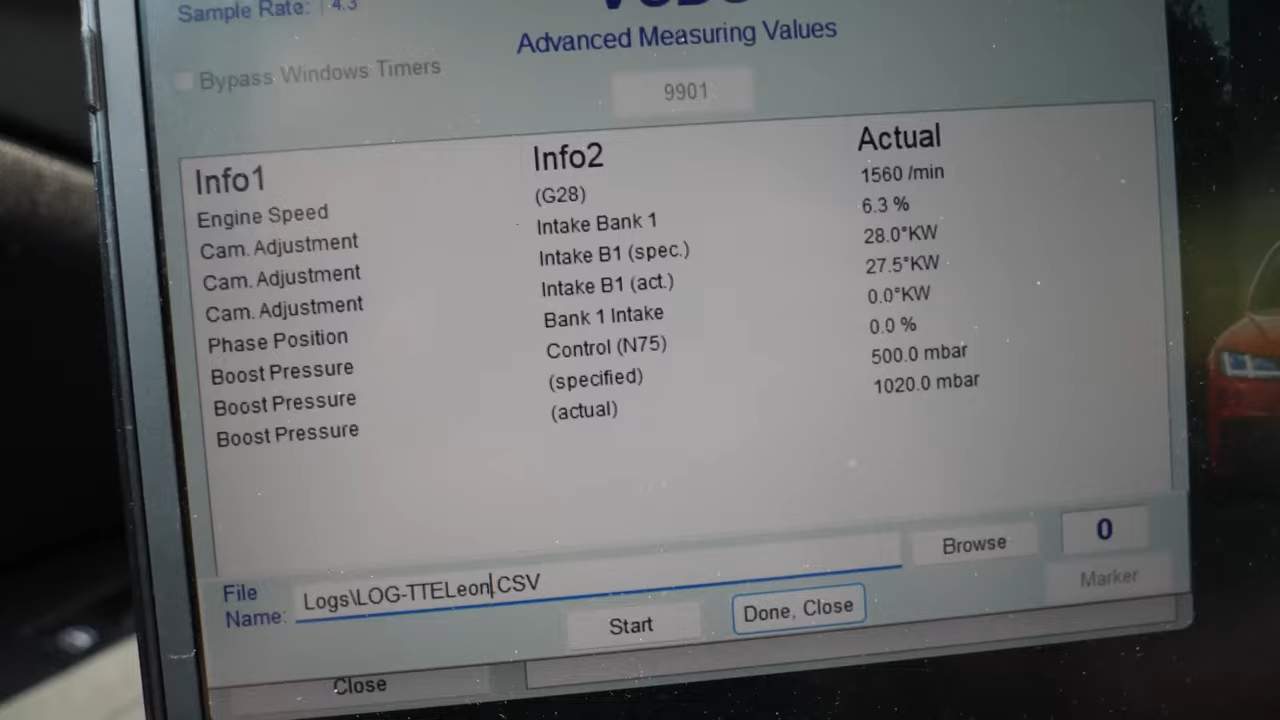 Sample Rate: 4.3
Advanced Measuring Values
Bypass Windows Timers
9901
Info1 Info2 Actual
Engine Speed (G28) 1560 /min
Cam. Adjustment Intake Bank 1 6.3 %
Cam. Adjustment Intake B1 (spec.) 28.0°KW
Cam. Adjustment Intake B1 (act.) 27.5°KW
Phase Position Bank 1 Intake 0.0°KW
Boost Pressure Control (N75) 0.0 %
Boost Pressure (specified) 500.0 mbar
Boost Pressure (actual) 1020.0 mbar
File Name: Logs\LOG-TTELeon.CSV
Browse
0
Marker
Start
Done, Close
Close